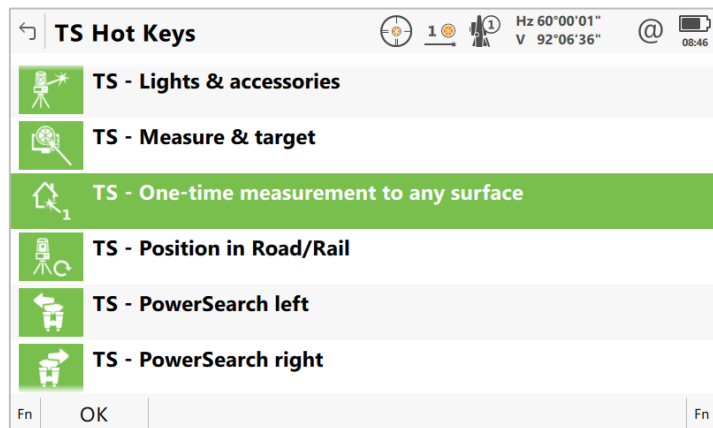 TS Hot Keys
1
1
Hz 60°00'01"
V 92°06'36"
@
08:46
TS - Lights & accessories
TS - Measure & target
1
TS - One-time measurement to any surface
TS - Position in Road/Rail
TS - PowerSearch left
TS - PowerSearch right
Fn OK Fn